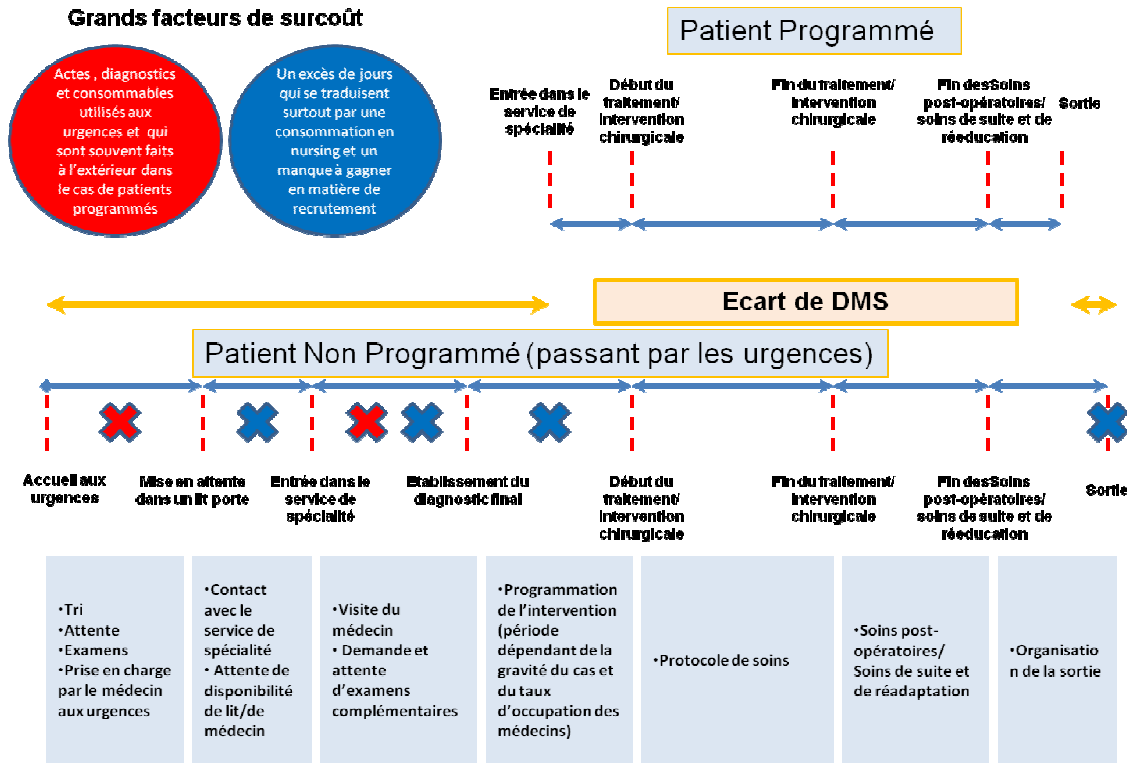 Grands facteurs de surcoût
Actes , diagnostics
et consommables
utilisés aux
urgences et qui
sont souvent faits
à l'extérieur dans
le cas de patients
programmés
Un excès de jours
qui se traduisent
surtout par une
consommation en
nursing et un
manque à gagner
en matière de
recrutement
Patient Programmé
Entrée dans le
service de
spécialité
Début du
traitement/
intervention
chirurgicale
Fin du traitement/
intervention
chirurgicale
Fin des Soins
post-opératoires/
soins de suite et de
réeducation
Sortie
Ecart de DMS
Patient Non Programmé (passant par les urgences)
Accueil aux
urgences
Mise en attente
dans un lit porte
Entrée dans le
service de
spécialité
Etablissement du
diagnostic final
Début du
traitement/
intervention
chirurgicale
Fin du traitement/
intervention
chirurgicale
Fin des Soins
post-opératoires/
soins de suite et de
réeducation
Sortie
•Tri
•Attente
•Examens
•Prise en charge
par le médecin
aux urgences
•Contact
avec le
service de
spécialité
• Attente de
disponibilité
de lit/de
médecin
•Visite du
médecin
• Demande et
attente
d'examens
complémentaires
•Programmation
de l'intervention
(période
dépendant de la
gravité du cas et
du taux
d'occupation des
médecins)
•Protocole de soins
•Soins post-
opératoires/
Soins de suite et
de réadaptation
•Organisatio
n de la sortie